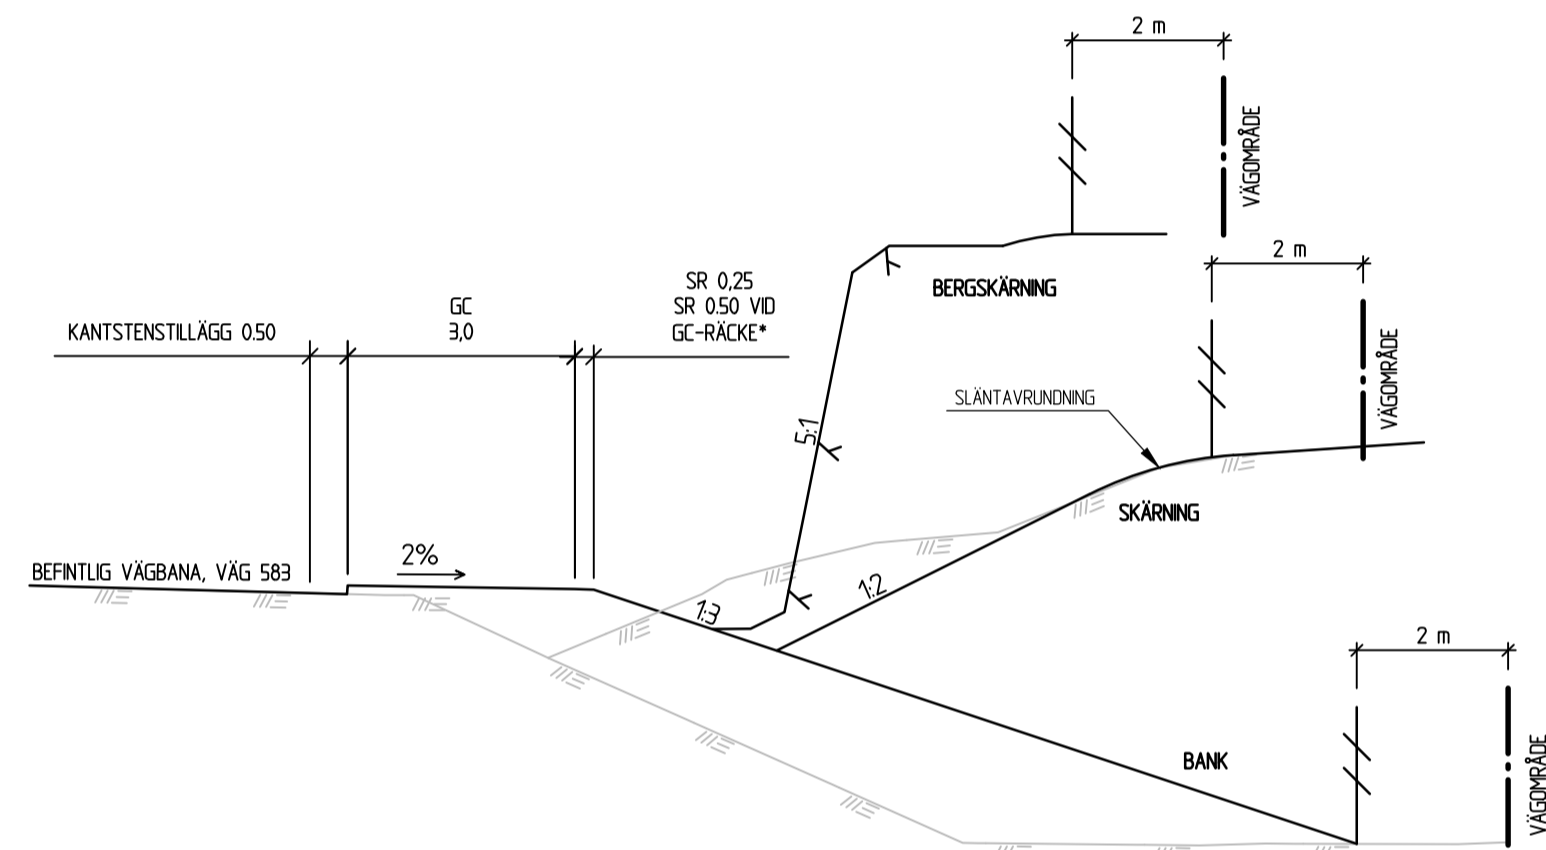 2 m
VÄGOMRÅDE
2 m
BERGSKÄRNING
SR 0,25
SR 0.50 VID
GC-RÄCKE*
GC
3,0
KANTSTENSTILLÄGG 0.50
VÄGOMRÅDE
SLÄNTAVRUNDNING
5:1
SKÄRNING
2%
BEFINTLIG VÄGBANA, VÄG 583
1:2
1:3
2 m
BANK
VÄGOMRÅDE